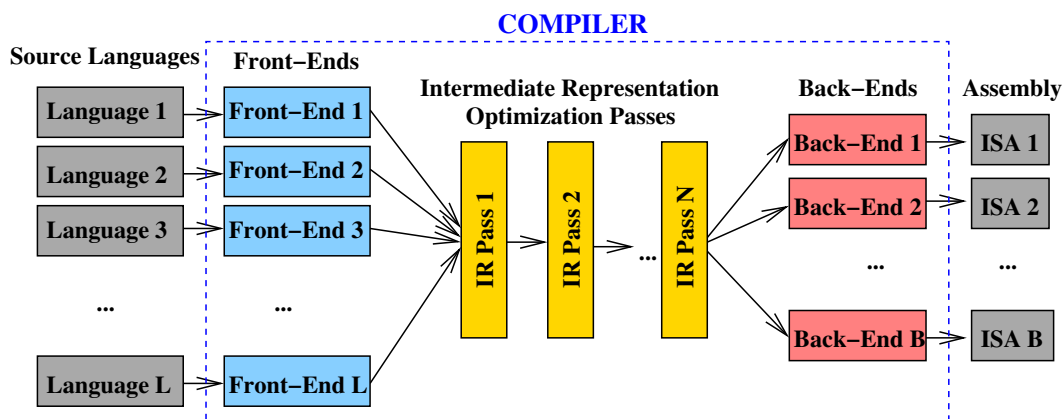 COMPILER
Source Languages
Front-Ends
Intermediate Representation
Optimization Passes
Back-Ends
Assembly
Language 1
Front-End 1
Language 2
Front-End 2
Language 3
Front-End 3
...
...
Language L
Front-End L
IR Pass 1
IR Pass 2
...
IR Pass N
Back-End 1
ISA 1
Back-End 2
ISA 2
...
...
Back-End B
ISA B